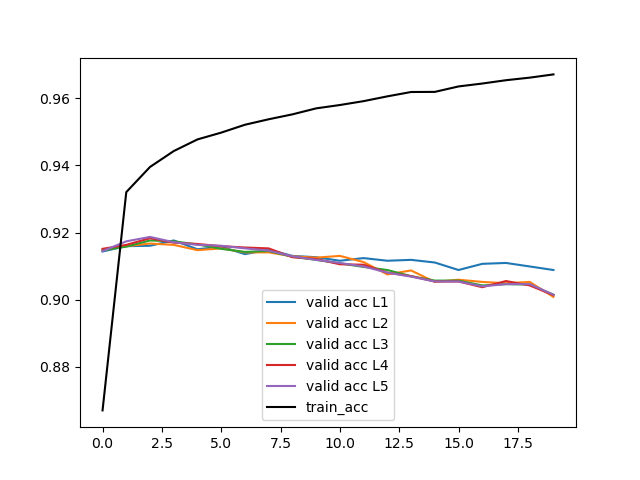 0.96
0.94
0.92
0.90
0.88
valid acc L1
valid acc L2
valid acc L3
valid acc L4
valid acc L5
train_acc
0.0 2.5 5.0 7.5 10.0 12.5 15.0 17.5